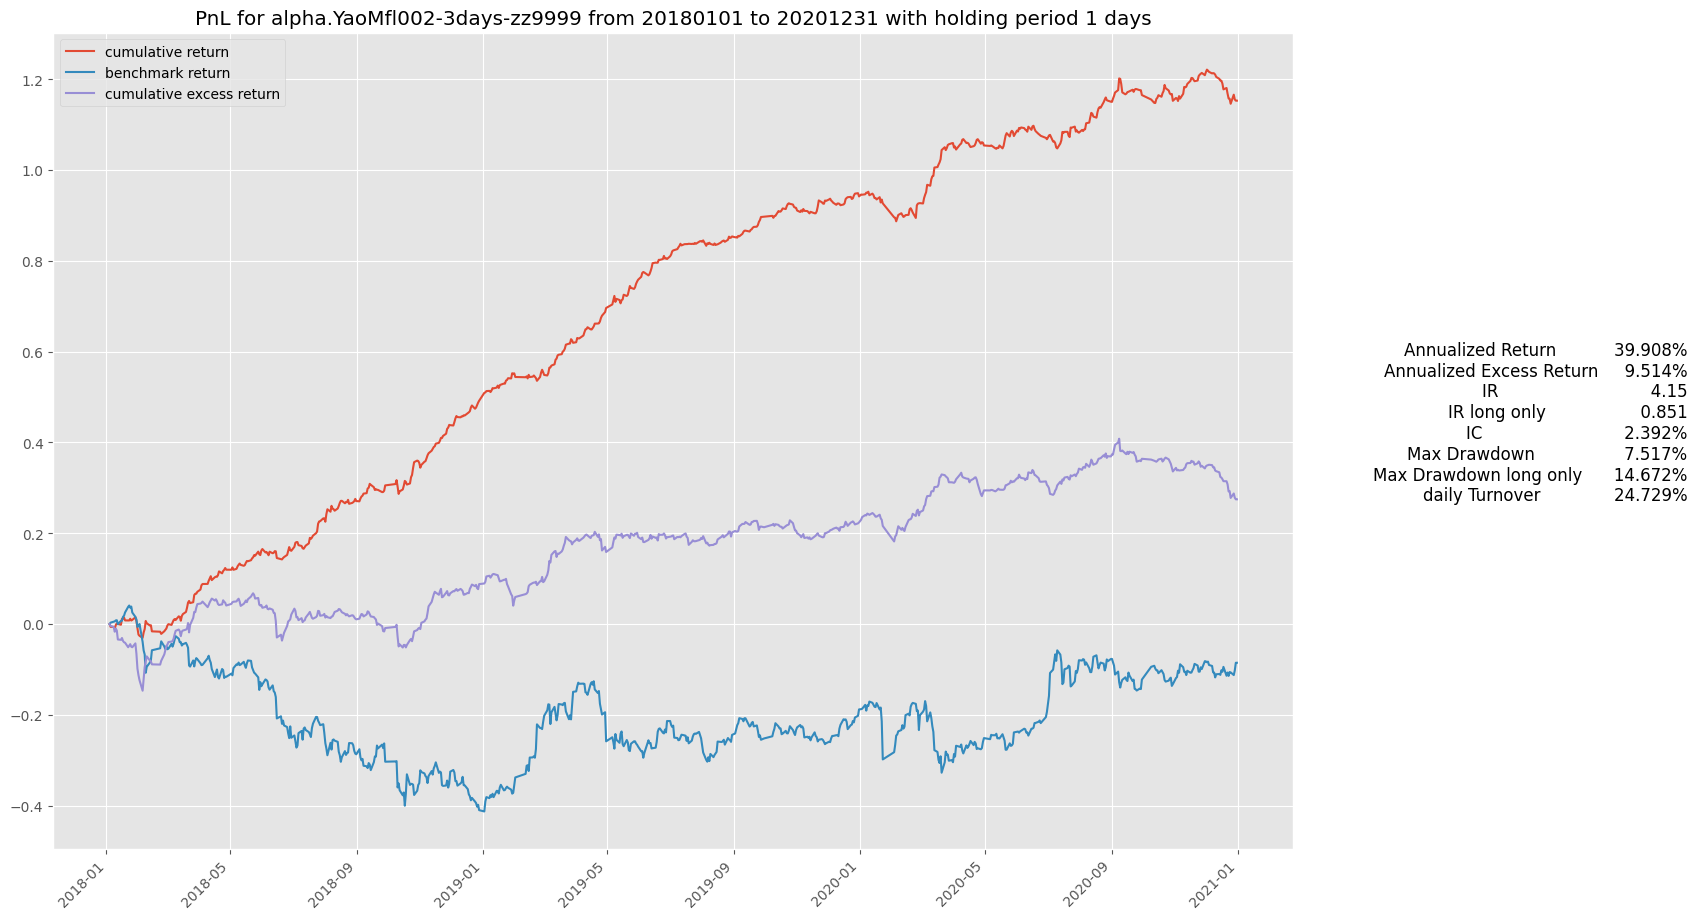 PnL for alpha.YaoMfl002-3days-zz9999 from 20180101 to 20201231 with holding period 1 days
cumulative return
benchmark return
cumulative excess return
1.2
1.0
0.8
0.6
0.4
0.2
0.0
−0.2
−0.4
2018-01
2018-05
2018-09
2019-01
2019-05
2019-09
2020-01
2020-05
2020-09
2021-01
Annualized Return 39.908%
Annualized Excess Return 9.514%
IR 4.15
IR long only 0.851
IC 2.392%
Max Drawdown 7.517%
Max Drawdown long only 14.672%
daily Turnover 24.729%